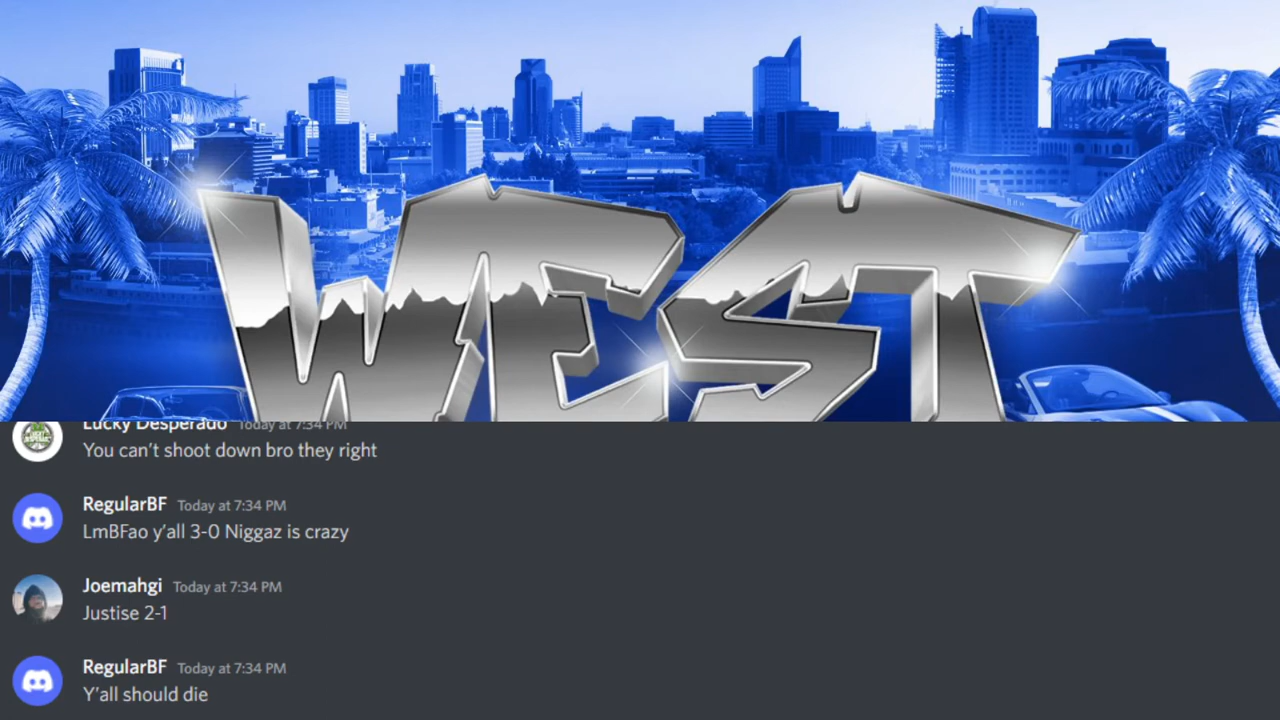 WEST
Lucky Desperado Today at 7:34 PM
You can't shoot down bro they right
RegularBF Today at 7:34 PM
LmBFao y'all 3-0 Niggaz is crazy
Joemahgi Today at 7:34 PM
Justise 2-1
RegularBF Today at 7:34 PM
Y'all should die